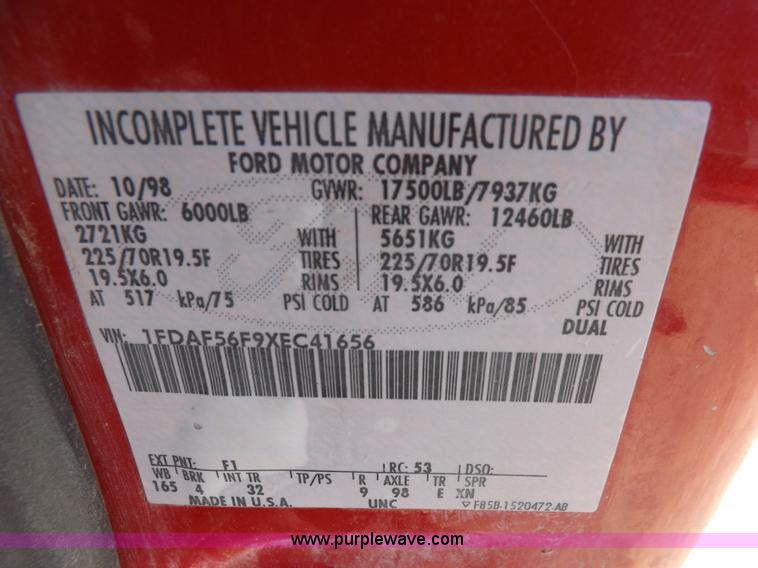 INCOMPLETE VEHICLE MANUFACTURED BY
FORD MOTOR COMPANY
DATE: 10/98 GVWR: 17500LB/7937KG
FRONT GAWR: 6000LB REAR GAWR: 12460LB
2721KG WITH 5651KG WITH
225/70R19.5F TIRES 225/70R19.5F TIRES
19.5X6.0 RIMS 19.5X6.0 RIMS
AT 517 kPa/75 PSI COLD AT 586 kPa/85 PSI COLD
DUAL
VIN: 1FDAF56F9XEC41656
EXT PNT: F1 RC: 53 DSO:
WB BRK INT TR TP/PS R AXLE TR SPR
165 4 32 9 98 E XN
MADE IN U.S.A. UNC F85B-1520472-AB
www.purplewave.com